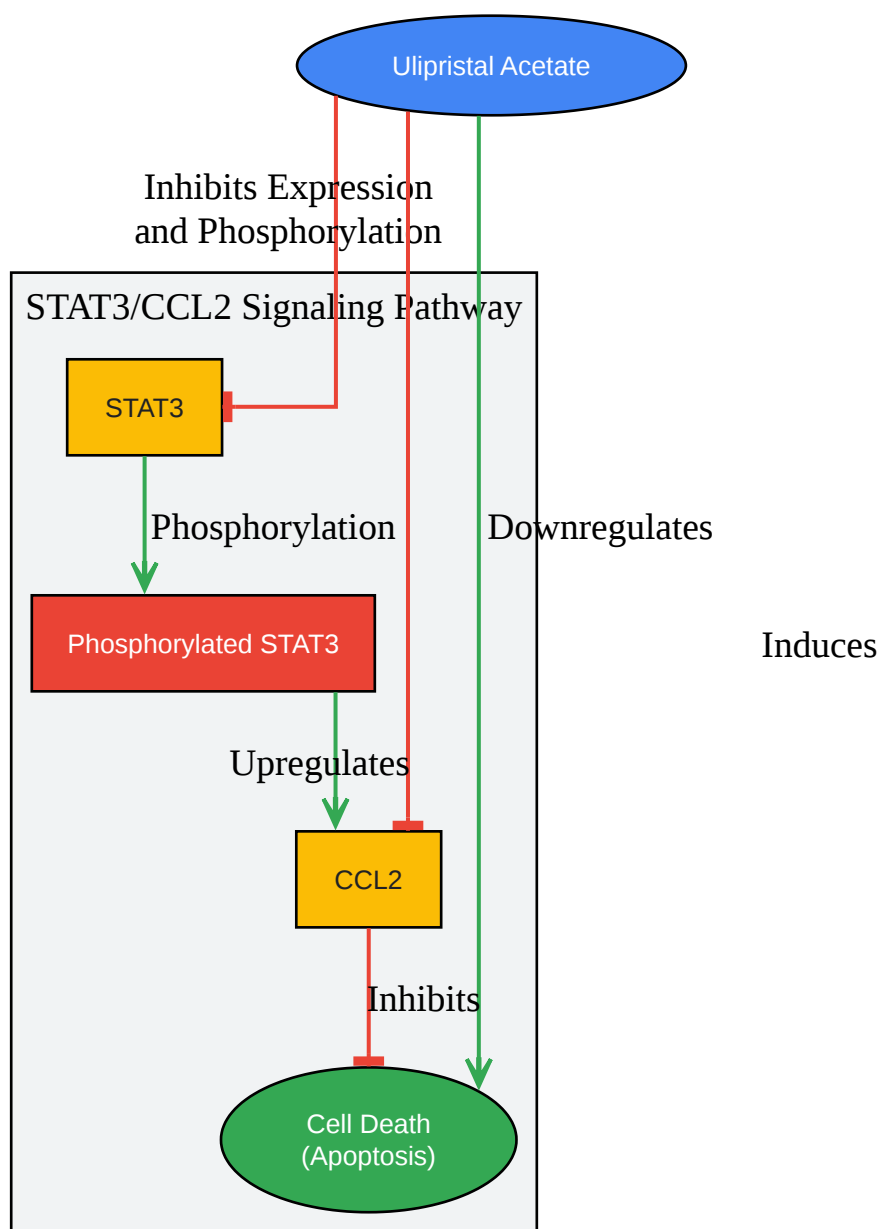 Ulipristal Acetate
Inhibits Expression
and Phosphorylation
STAT3/CCL2 Signaling Pathway
STAT3
Phosphorylation
Downregulates
Phosphorylated STAT3
Induces
Upregulates
CCL2
Inhibits
Cell Death
(Apoptosis)